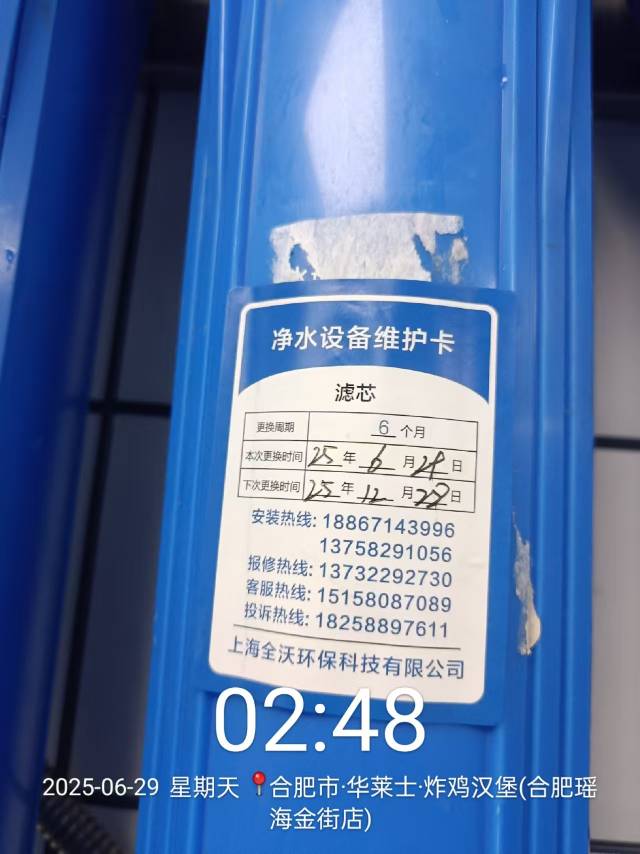 净水设备维护卡
滤芯
更换周期 6 个月
本次更换时间 25 年 6 月 28 日
下次更换时间 25 年 12 月 28 日
安装热线: 18867143996
13758291056
报修热线: 13732292730
客服热线: 15158087089
投诉热线: 18258897611
上海全沃环保科技有限公司
02:48
2025-06-29 星期天 📍合肥市·华莱士·炸鸡汉堡(合肥瑶
海金街店)